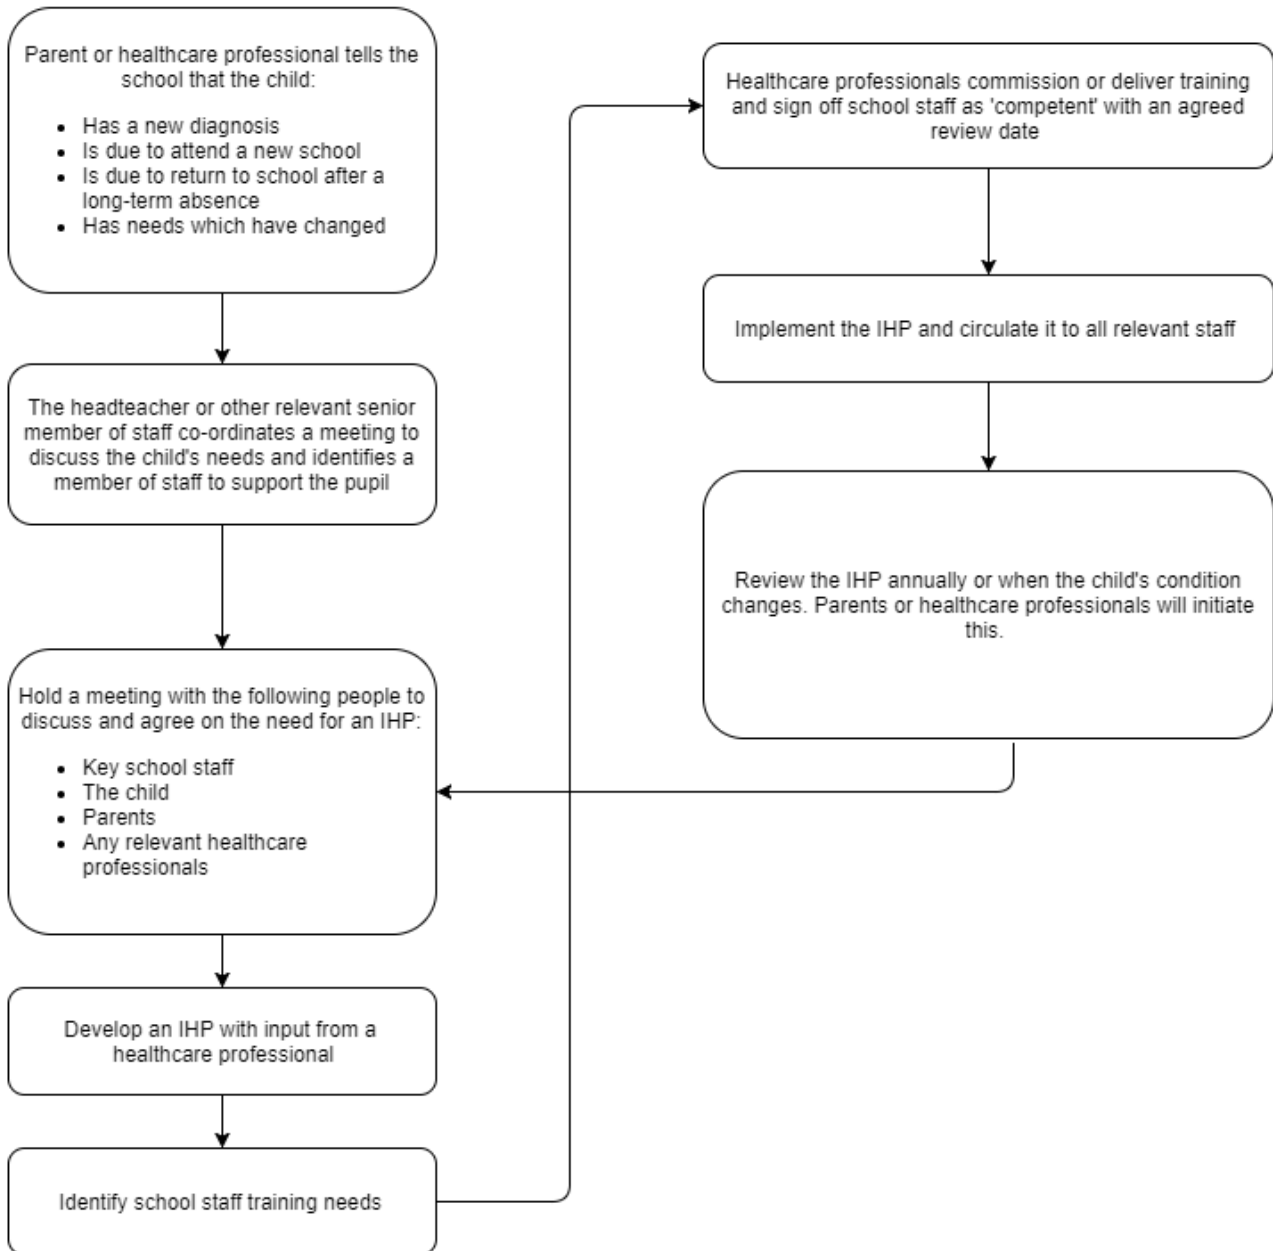 Parent or healthcare professional tells the
school that the child:
• Has a new diagnosis
• Is due to attend a new school
• Is due to return to school after a
long-term absence
• Has needs which have changed
The headteacher or other relevant senior
member of staff co-ordinates a meeting to
discuss the child's needs and identifies a
member of staff to support the pupil
Hold a meeting with the following people to
discuss and agree on the need for an IHP:
• Key school staff
• The child
• Parents
• Any relevant healthcare
professionals
Develop an IHP with input from a
healthcare professional
Identify school staff training needs
Healthcare professionals commission or deliver training
and sign off school staff as 'competent' with an agreed
review date
Implement the IHP and circulate it to all relevant staff
Review the IHP annually or when the child's condition
changes. Parents or healthcare professionals will initiate
this.